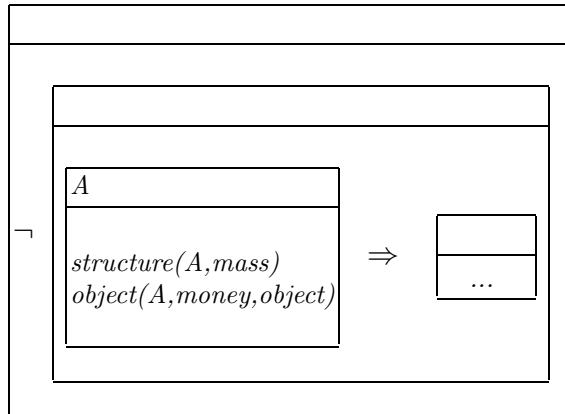 A
¬
structure(A,mass)
⇒
object(A,money,object)
...